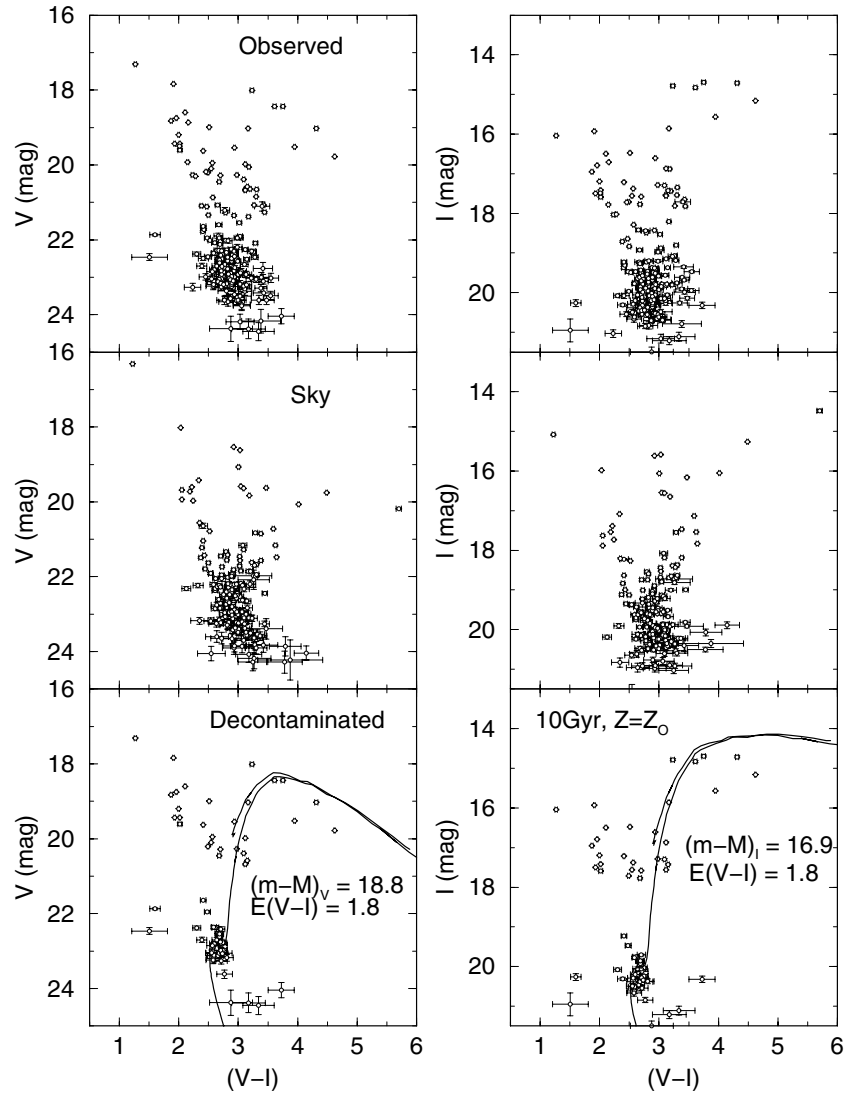 16
Observed
18
20
V (mag)
22
24
16
14
16
I (mag)
18
20
16
Sky
18
20
V (mag)
22
24
16
14
16
I (mag)
18
20
Decontaminated
18
20
V (mag)
22
24
(m−M)V = 18.8
E(V−I) = 1.8
1 2 3 4 5 6
(V−I)
10Gyr, Z=ZO
14
16
I (mag)
18
20
(m−M)I = 16.9
E(V−I) = 1.8
1 2 3 4 5 6
(V−I)